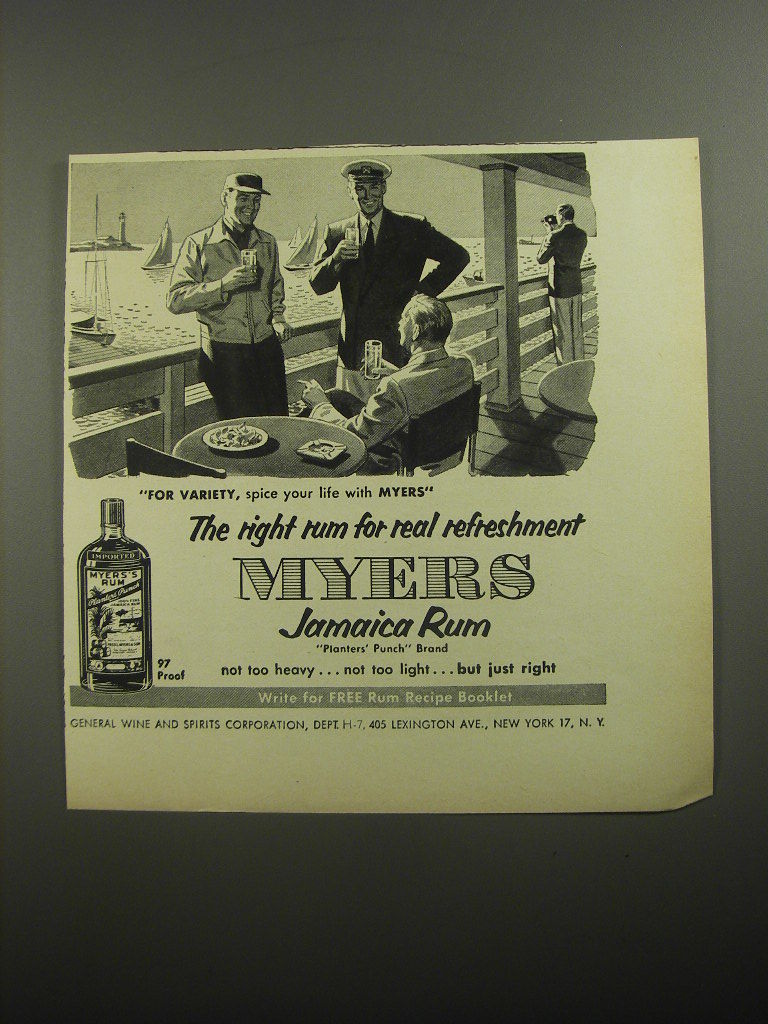 "FOR VARIETY, spice your life with MYERS"
The right rum for real refreshment
MYERS
Jamaica Rum
"Planters' Punch" Brand
not too heavy... not too light... but just right
IMPORTED
MYERS'S
RUM
Planters Punch
97
Proof
Write for FREE Rum Recipe Booklet
GENERAL WINE AND SPIRITS CORPORATION, DEPT. H-7, 405 LEXINGTON AVE., NEW YORK 17, N. Y.